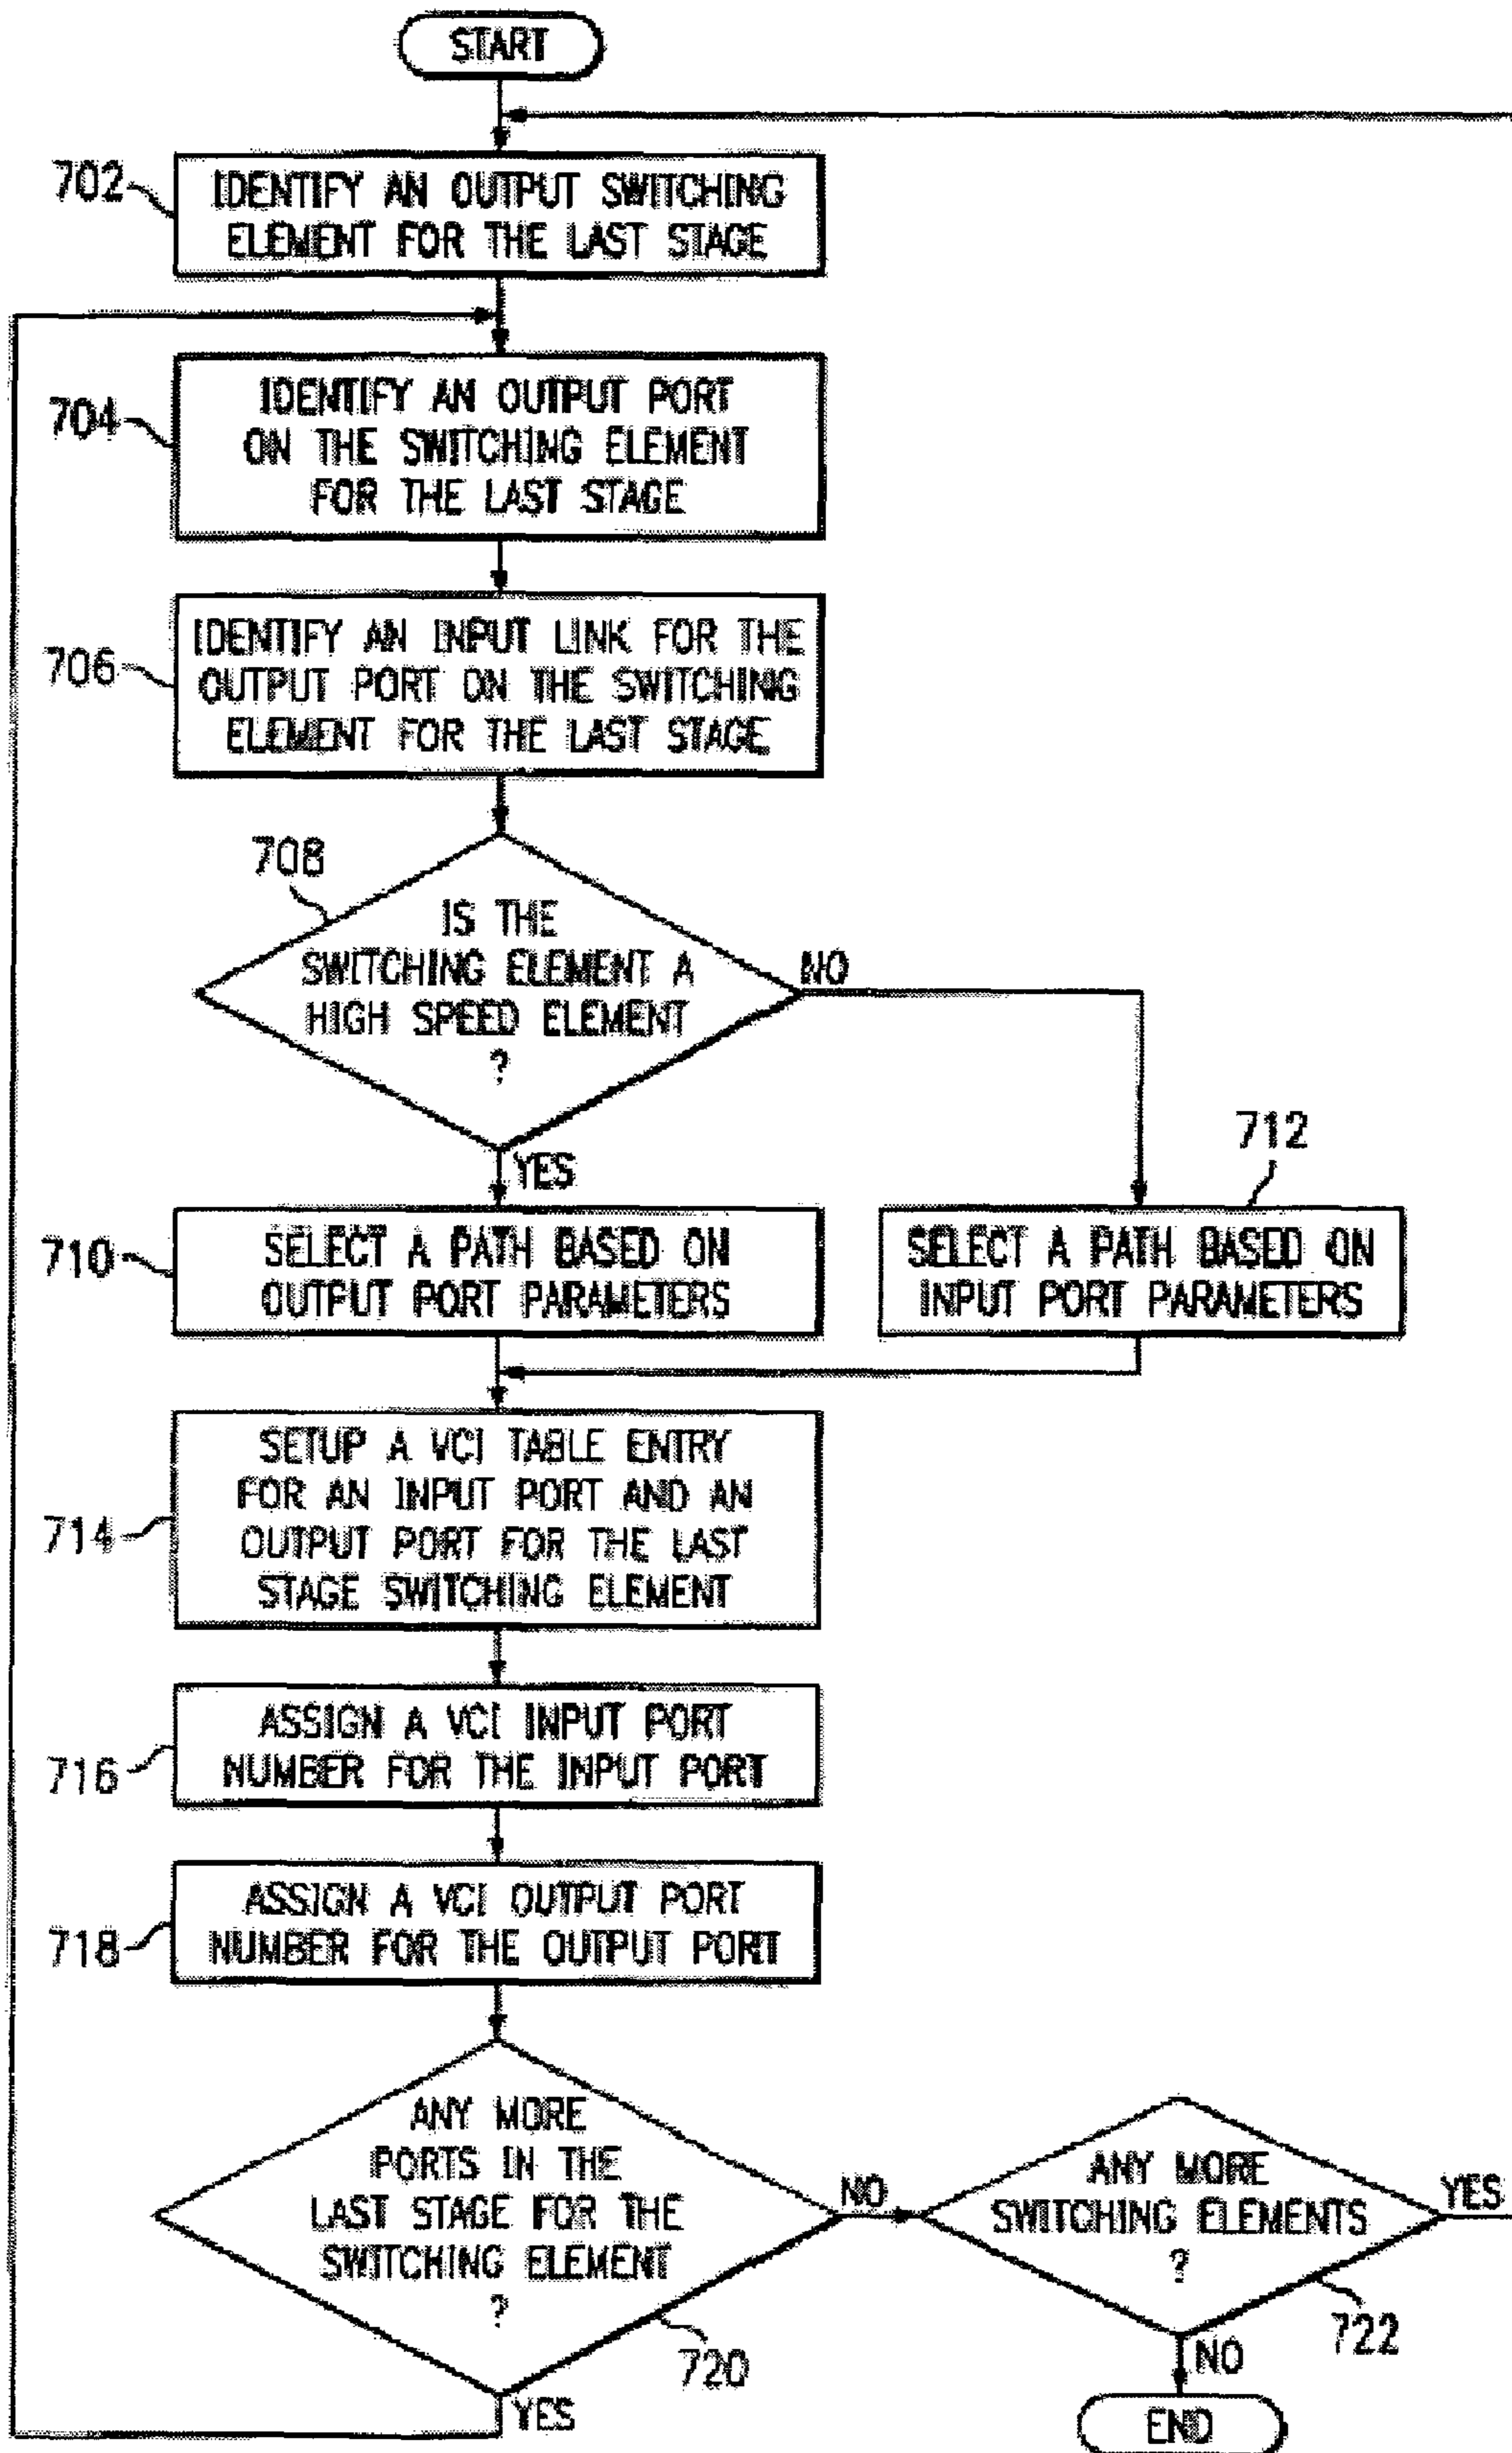 START
702
IDENTIFY AN OUTPUT SWITCHING
ELEMENT FOR THE LAST STAGE
704
IDENTIFY AN OUTPUT PORT
ON THE SWITCHING ELEMENT
FOR THE LAST STAGE
706
IDENTIFY AN INPUT LINK FOR THE
OUTPUT PORT ON THE SWITCHING
ELEMENT FOR THE LAST STAGE
708
IS THE
SWITCHING ELEMENT A
HIGH SPEED ELEMENT
?
NO
YES
710
SELECT A PATH BASED ON
OUTPUT PORT PARAMETERS
712
SELECT A PATH BASED ON
INPUT PORT PARAMETERS
714
SETUP A VCI TABLE ENTRY
FOR AN INPUT PORT AND AN
OUTPUT PORT FOR THE LAST
STAGE SWITCHING ELEMENT
716
ASSIGN A VCI INPUT PORT
NUMBER FOR THE INPUT PORT
718
ASSIGN A VCI OUTPUT PORT
NUMBER FOR THE OUTPUT PORT
ANY MORE
PORTS IN THE
LAST STAGE FOR THE
SWITCHING ELEMENT
?
720
NO
YES
ANY MORE
SWITCHING ELEMENTS
?
722
YES
NO
END